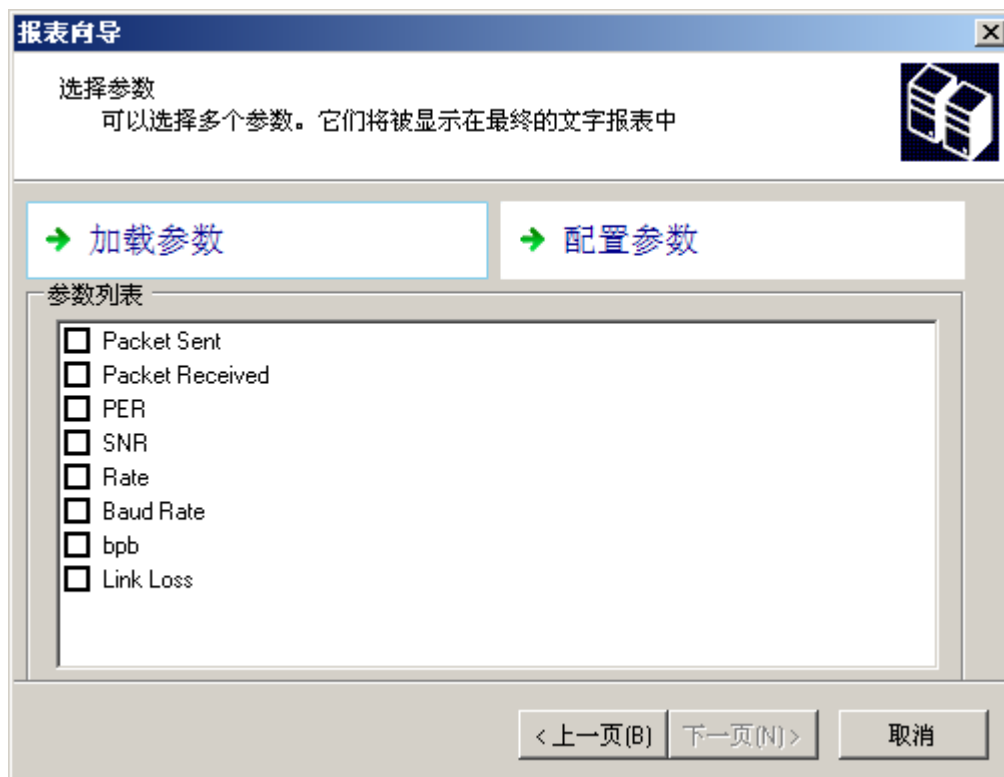 报表向导
选择参数
可以选择多个参数。它们将被显示在最终的文字报表中
加载参数
配置参数
参数列表
Packet Sent
Packet Received
PER
SNR
Rate
Baud Rate
bpb
Link Loss
<上一页(B)
下一页(N)>
取消